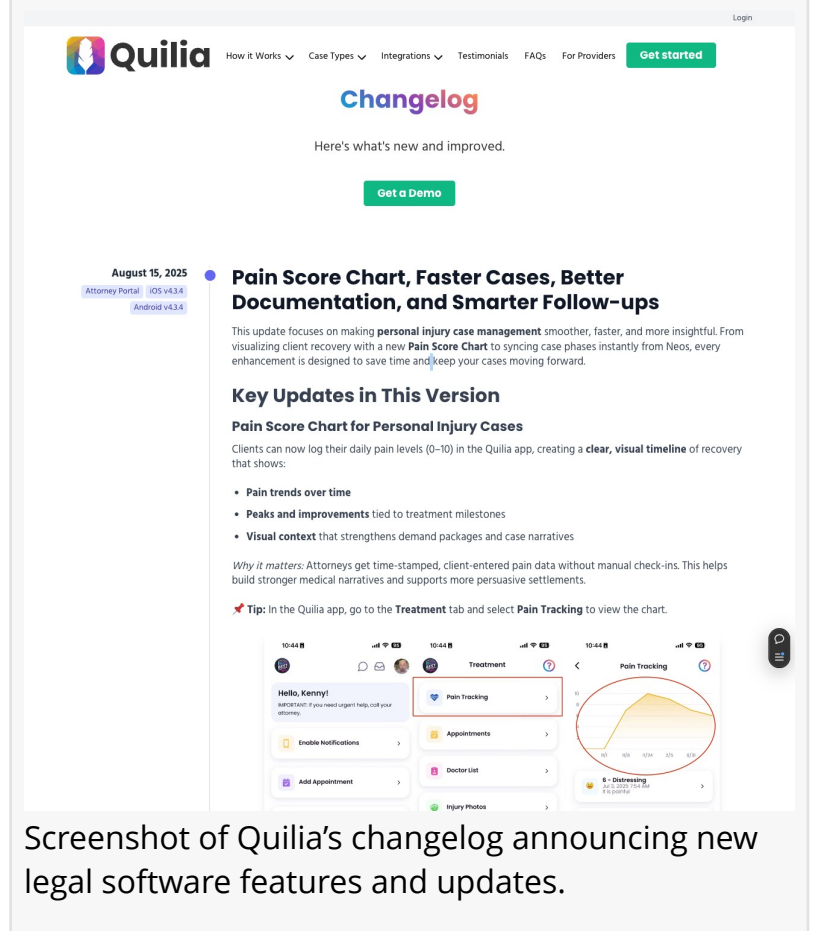 Login
Quilia
How it Works Case Types Integrations Testimonials FAQs For Providers Get started
Changelog
Here's what's new and improved.
Get a Demo
August 15, 2025
Attorney Portal iOS v4.3.4
Android v4.3.4
Pain Score Chart, Faster Cases, Better
Documentation, and Smarter Follow-ups
This update focuses on making personal injury case management smoother, faster, and more insightful. From
visualizing client recovery with a new Pain Score Chart to syncing case phases instantly from Neos, every
enhancement is designed to save time and keep your cases moving forward.
Key Updates in This Version
Pain Score Chart for Personal Injury Cases
Clients can now log their daily pain levels (0–10) in the Quilia app, creating a clear, visual timeline of recovery
that shows:
• Pain trends over time
• Peaks and improvements tied to treatment milestones
• Visual context that strengthens demand packages and case narratives
Why it matters: Attorneys get time-stamped, client-entered pain data without manual check-ins. This helps
build stronger medical narratives and supports more persuasive settlements.
📌 Tip: In the Quilia app, go to the Treatment tab and select Pain Tracking to view the chart.
10:44
Hello, Kenny!
IMPORTANT: If you need urgent help, call your
attorney.
Enable Notifications
Add Appointment
10:44
Treatment
Pain Tracking
Appointments
Doctor List
Injury Photos
10:44
Pain Tracking
10
6 - Distressing
Jul 3, 2025 7:54 AM
It is painful
Screenshot of Quilia’s changelog announcing new
legal software features and updates.